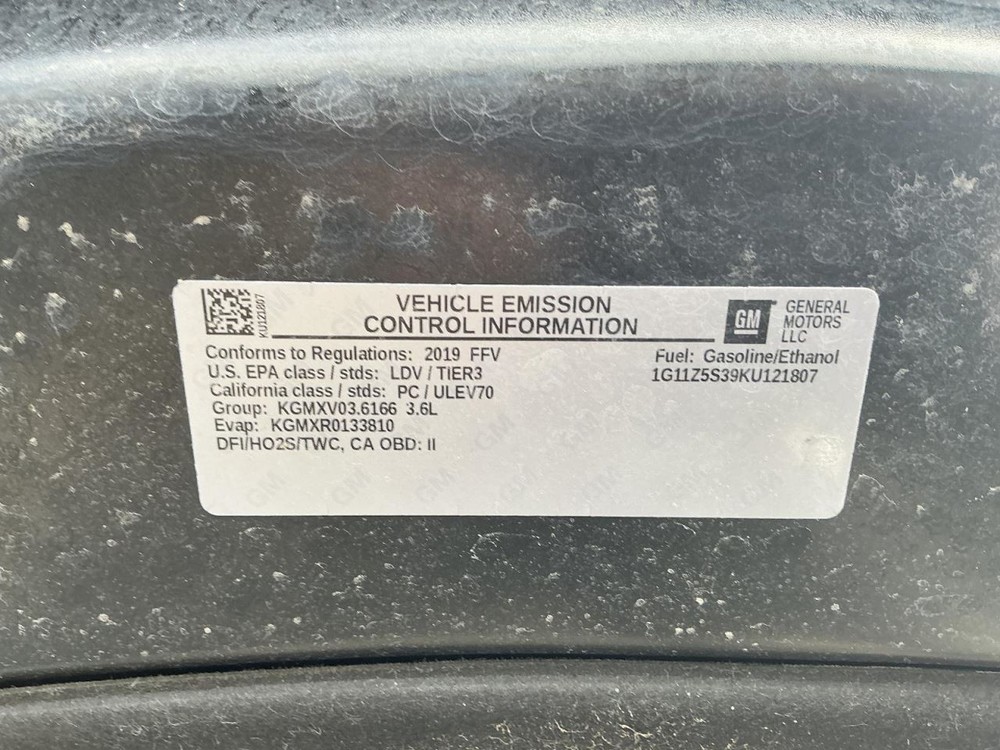 KU121807
VEHICLE EMISSION
CONTROL INFORMATION
GM
GENERAL
MOTORS
LLC
Conforms to Regulations: 2019 FFV
U.S. EPA class / stds: LDV / TIER3
California class / stds: PC / ULEV70
Group: KGMXV03.6166 3.6L
Evap: KGMXR0133810
DFI/HO2S/TWC, CA OBD: II
Fuel: Gasoline/Ethanol
1G11Z5S39KU121807